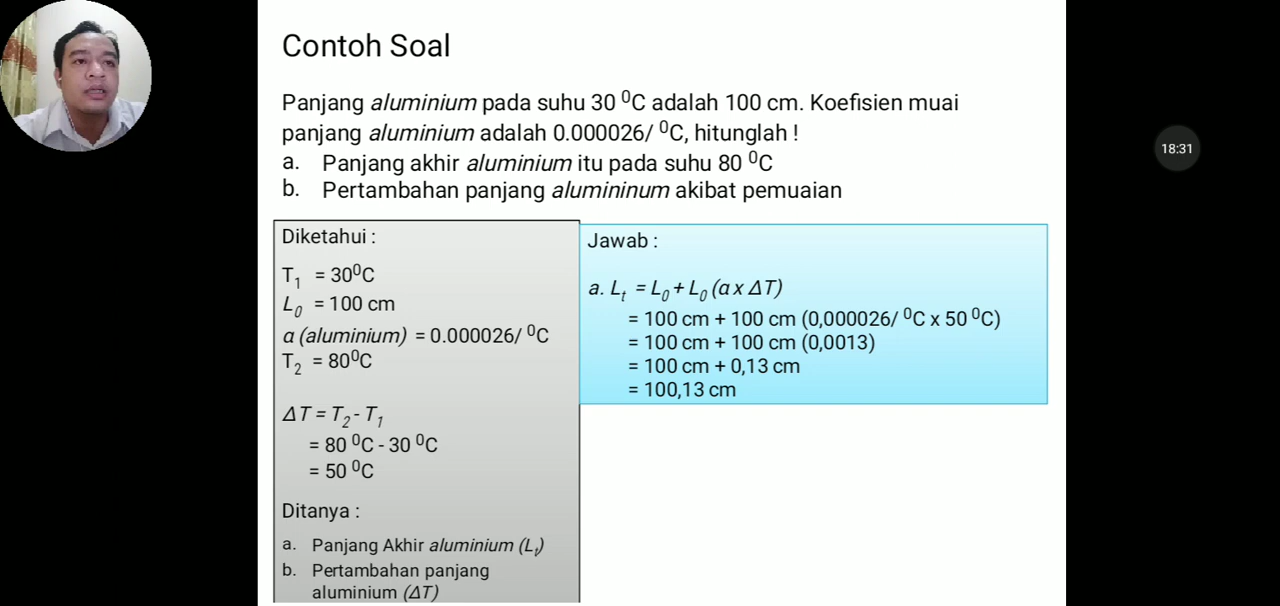 Contoh Soal
Panjang aluminium pada suhu 30 ⁰C adalah 100 cm. Koefisien muai
panjang aluminium adalah 0.000026/ ⁰C, hitunglah !
a. Panjang akhir aluminium itu pada suhu 80 ⁰C
b. Pertambahan panjang alumininum akibat pemuaian
Diketahui :
T₁ = 30⁰C
L₀ = 100 cm
α (aluminium) = 0.000026/ ⁰C
T₂ = 80⁰C
ΔT = T₂ - T₁
= 80 ⁰C - 30 ⁰C
= 50 ⁰C
Ditanya :
a. Panjang Akhir aluminium (Lₜ)
b. Pertambahan panjang
aluminium (ΔT)
Jawab :
a. Lₜ = L₀ + L₀ (α x ΔT)
= 100 cm + 100 cm (0,000026/ ⁰C x 50 ⁰C)
= 100 cm + 100 cm (0,0013)
= 100 cm + 0,13 cm
= 100,13 cm
18:31